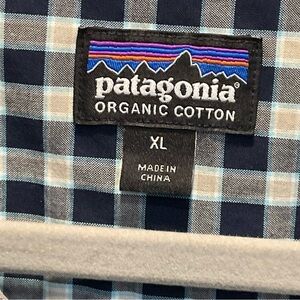 patagonia®
ORGANIC COTTON
XL
MADE IN
CHINA